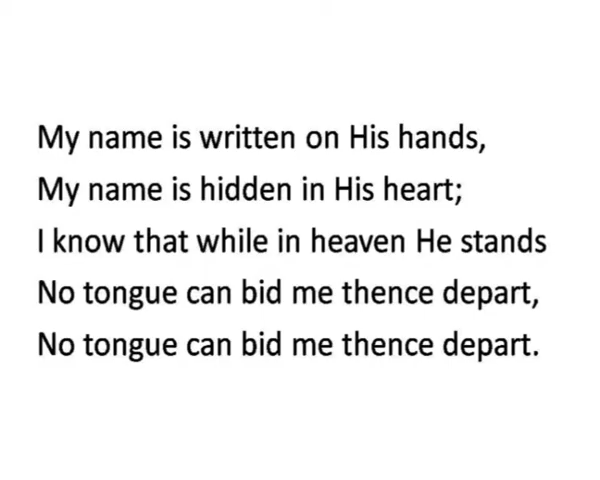 My name is written on His hands,
My name is hidden in His heart;
I know that while in heaven He stands
No tongue can bid me thence depart,
No tongue can bid me thence depart.